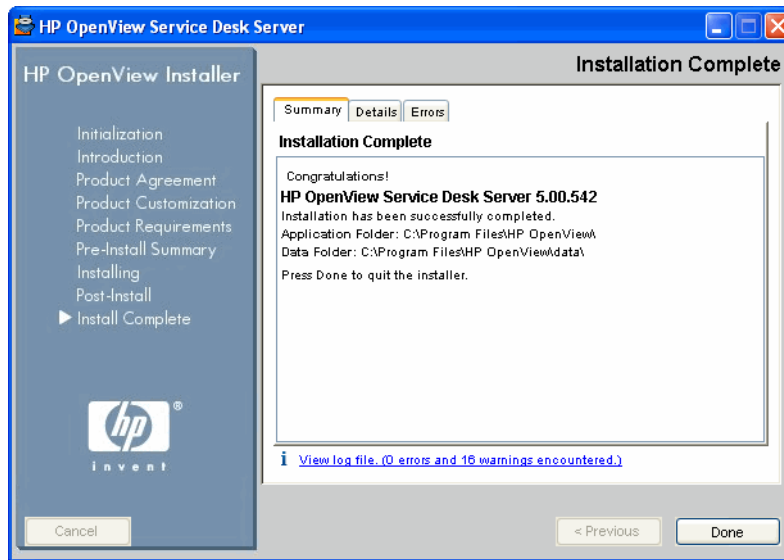 HP OpenView Service Desk Server
HP OpenView Installer
Initialization
Introduction
Product Agreement
Product Customization
Product Requirements
Pre-Install Summary
Installing
Post-Install
Install Complete
hp
®
invent
Cancel
Installation Complete
Summary
Details
Errors
Installation Complete
Congratulations!
HP OpenView Service Desk Server 5.00.542
Installation has been successfully completed.
Application Folder: C:\Program Files\HP OpenView\
Data Folder: C:\Program Files\HP OpenView\data\
Press Done to quit the installer.
i View log file. (0 errors and 16 warnings encountered.)
< Previous
Done